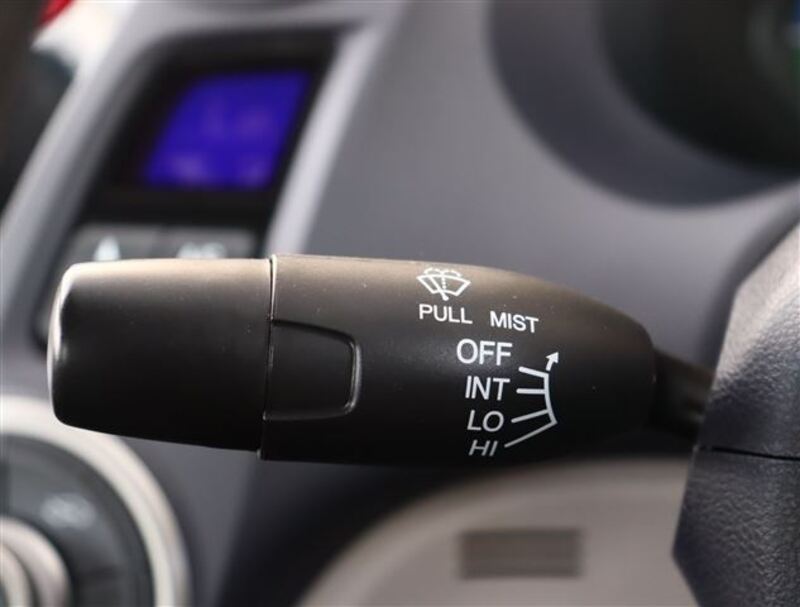 PULL MIST
OFF
INT
LO
HI